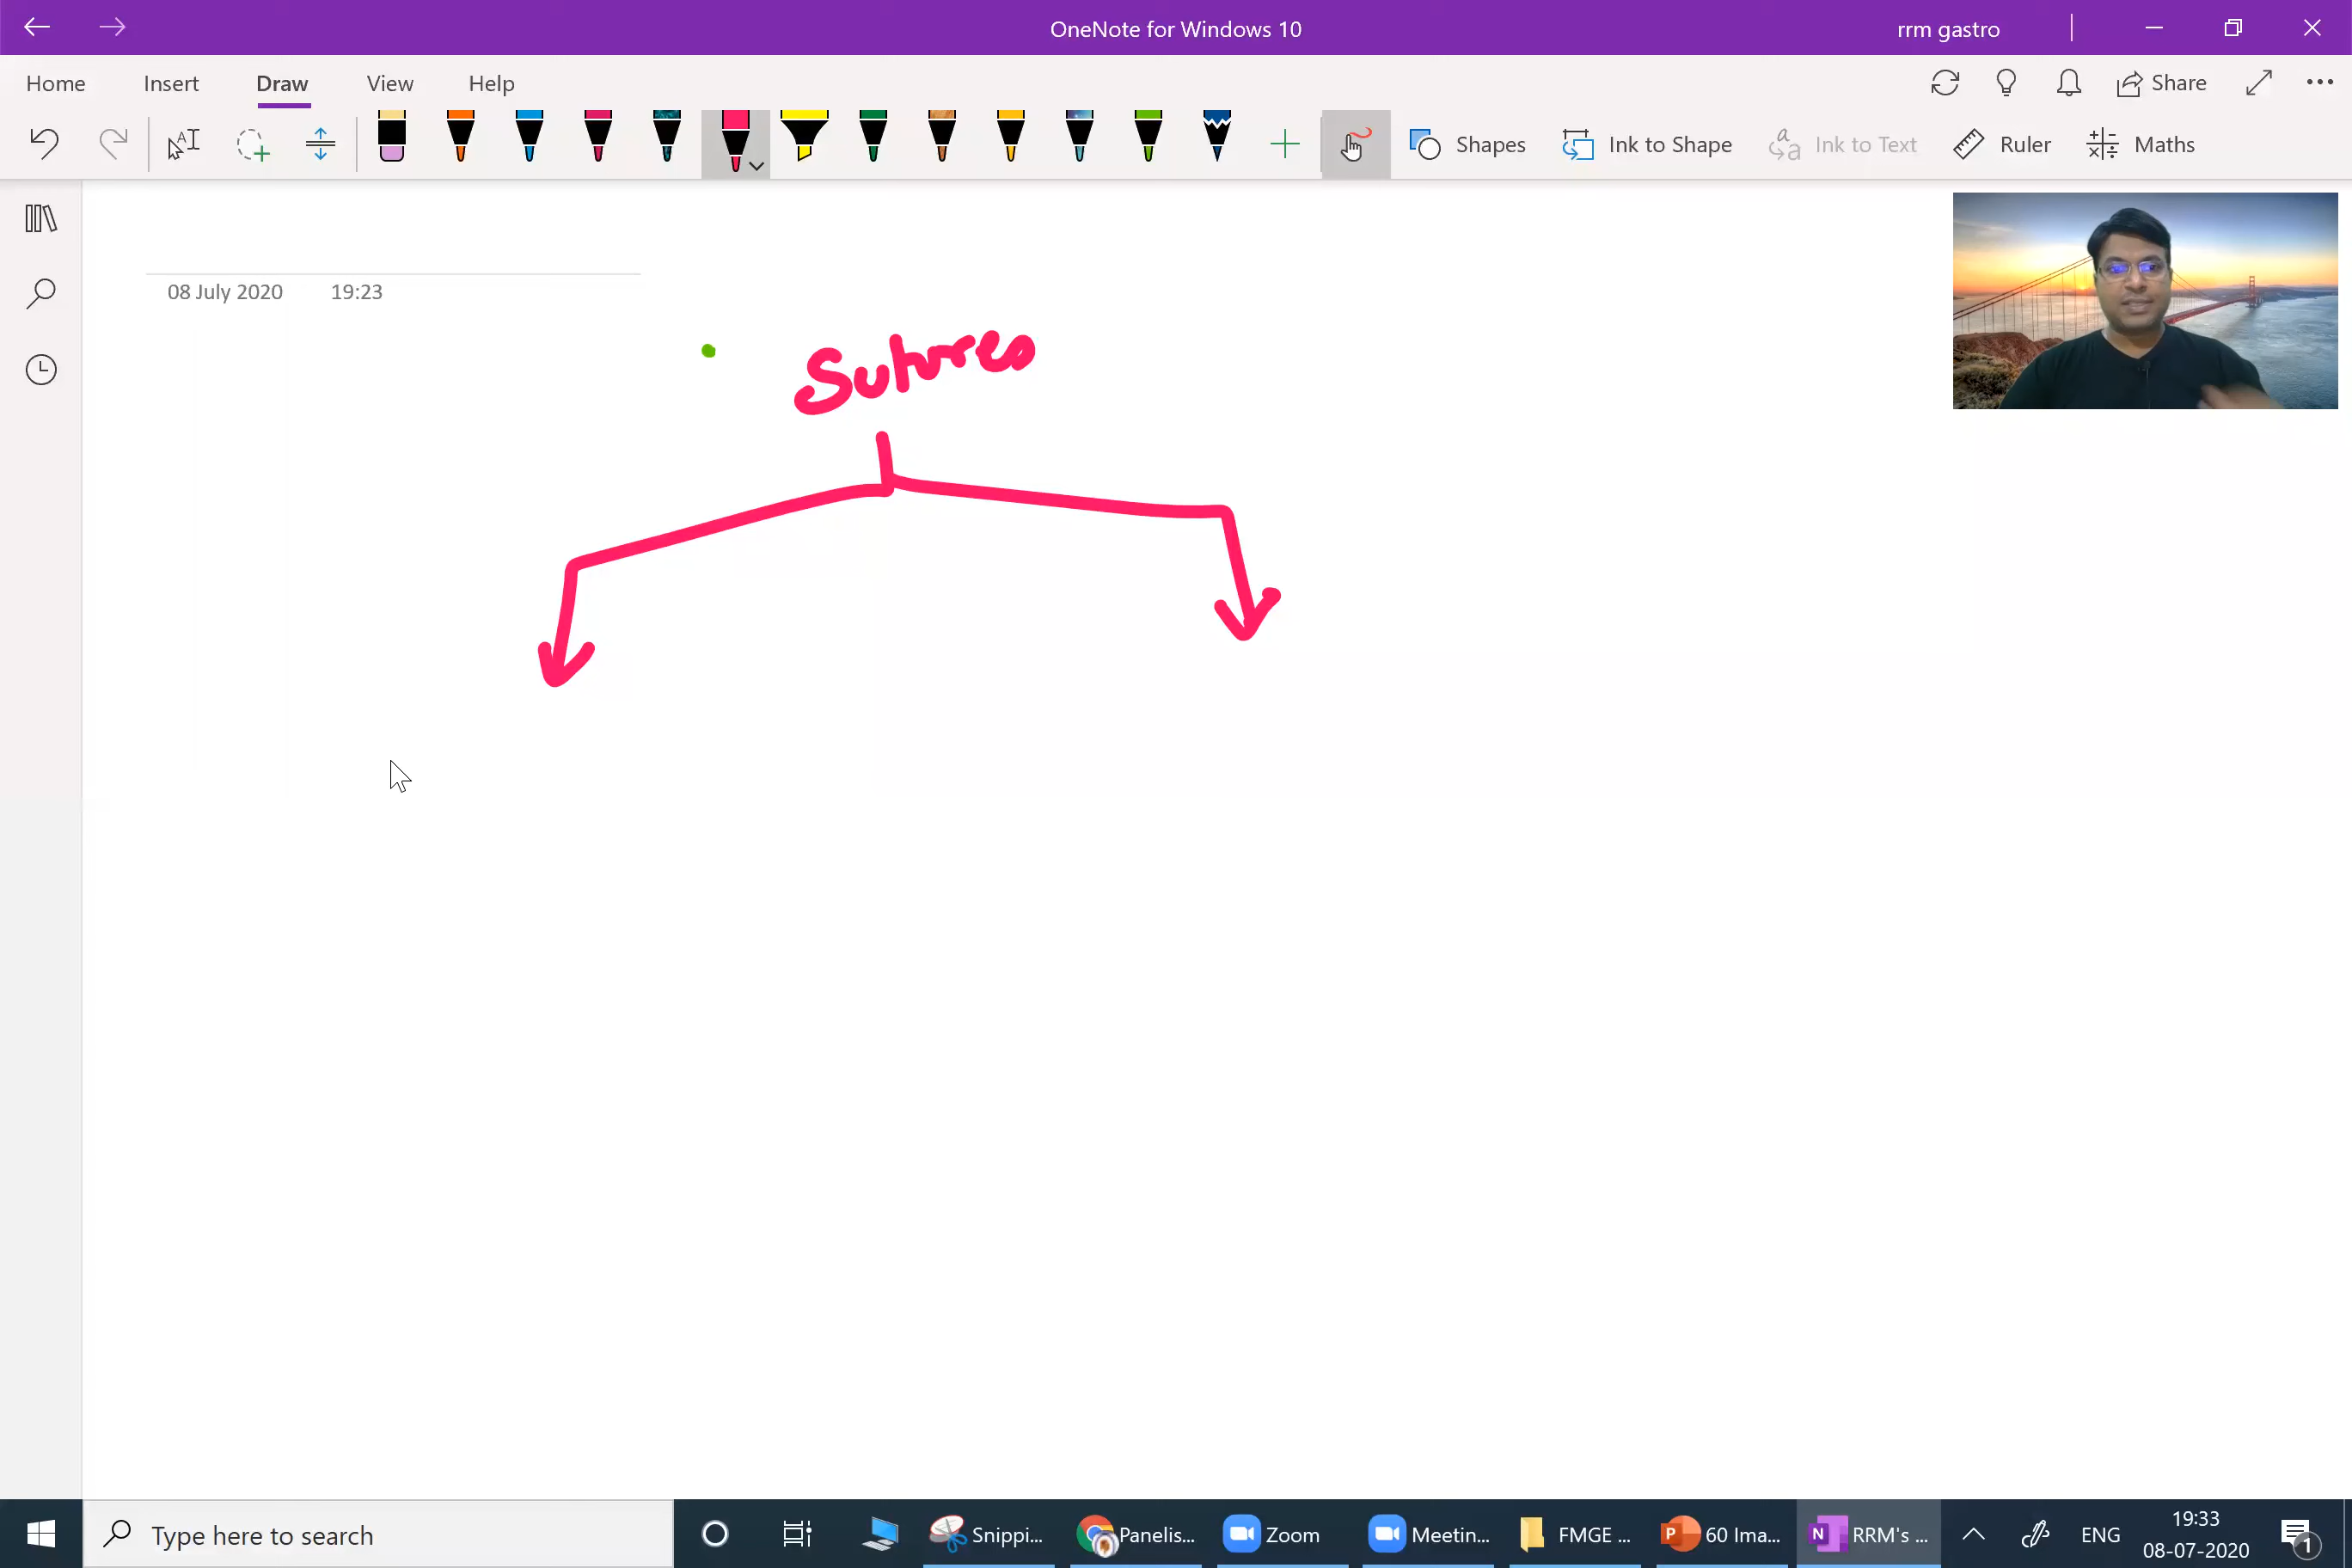 OneNote for Windows 10
rrm gastro
Home Insert Draw View Help
Share
Shapes Ink to Shape Ink to Text Ruler Maths
08 July 2020 19:23
Sutures
Type here to search
Snippi... Panelis... Zoom Meetin... FMGE ... 60 Ima... RRM's ...
ENG
19:33
08-07-2020
1